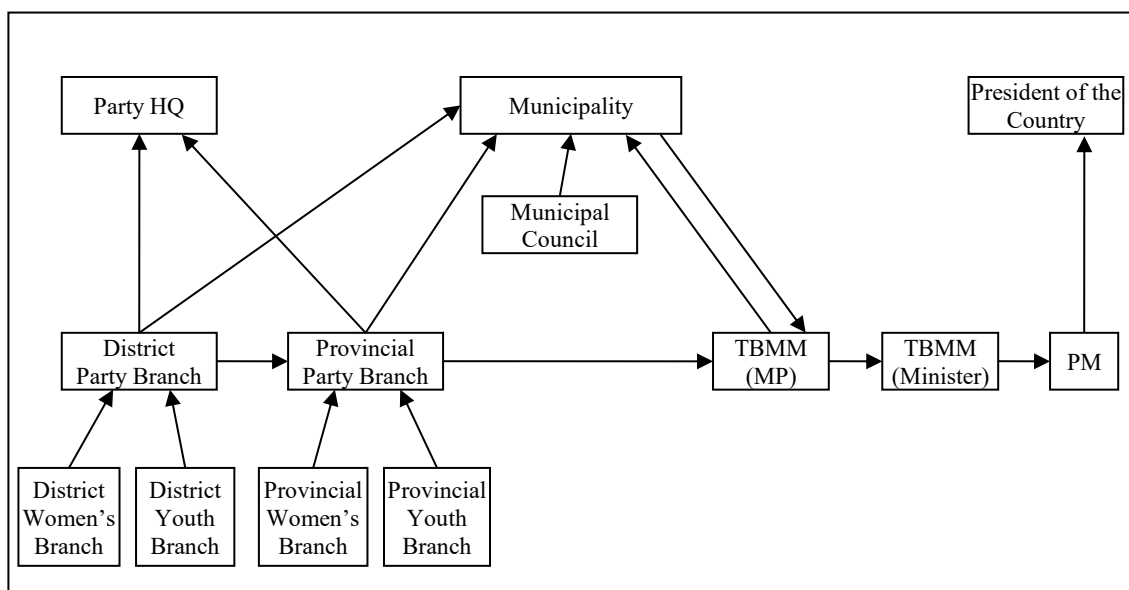 Party HQ
Municipality
President of the
Country
Municipal
Council
District
Party Branch
Provincial
Party Branch
TBMM
(MP)
TBMM
(Minister)
PM
District
Women’s
Branch
District
Youth
Branch
Provincial
Women’s
Branch
Provincial
Youth
Branch